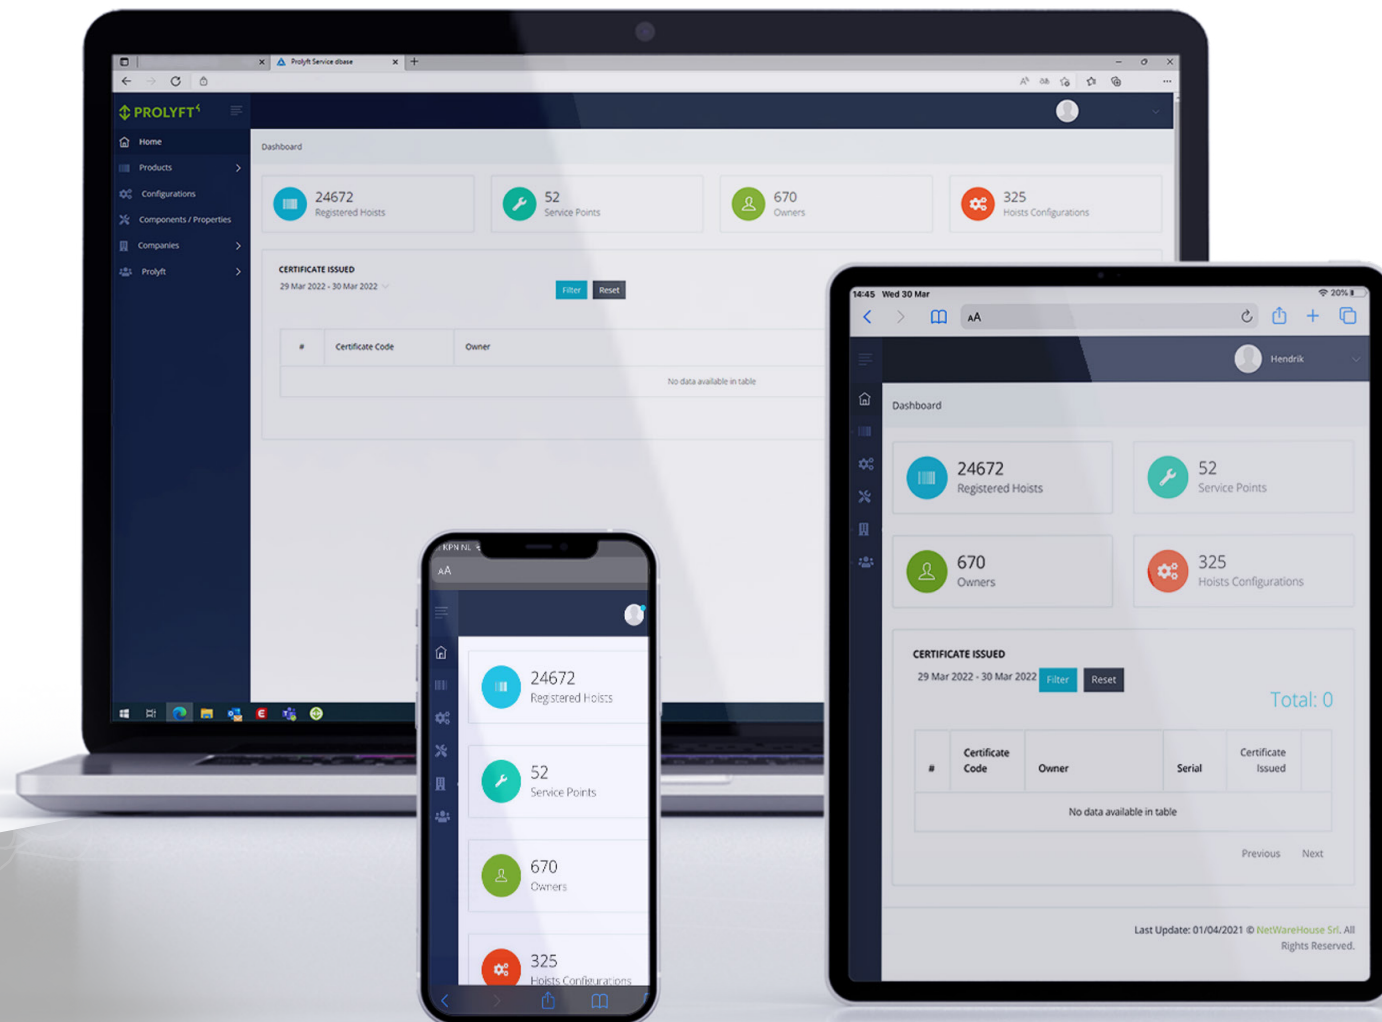 Prolyft Service dbase
PROLYFT
Home
Dashboard
Products
Configurations
Components / Properties
Companies
Prolyft
24672
Registered Hoists
52
Service Points
670
Owners
325
Hoists Configurations
CERTIFICATE ISSUED
29 Mar 2022 - 30 Mar 2022
Filter Reset
# Certificate Code Owner
No data available in table
14:45 Wed 30 Mar 20%
AA
Hendrik
Dashboard
24672
Registered Hoists
52
Service Points
670
Owners
325
Hoists Configurations
CERTIFICATE ISSUED
29 Mar 2022 - 30 Mar 2022 Filter Reset
Total: 0
# Certificate Code Owner Serial Certificate Issued
No data available in table
Previous Next
Last Update: 01/04/2021 © NetWareHouse Srl. All
Rights Reserved.
KPN NL
AA
24672
Registered Hoists
52
Service Points
670
Owners
325
Hoists Configurations